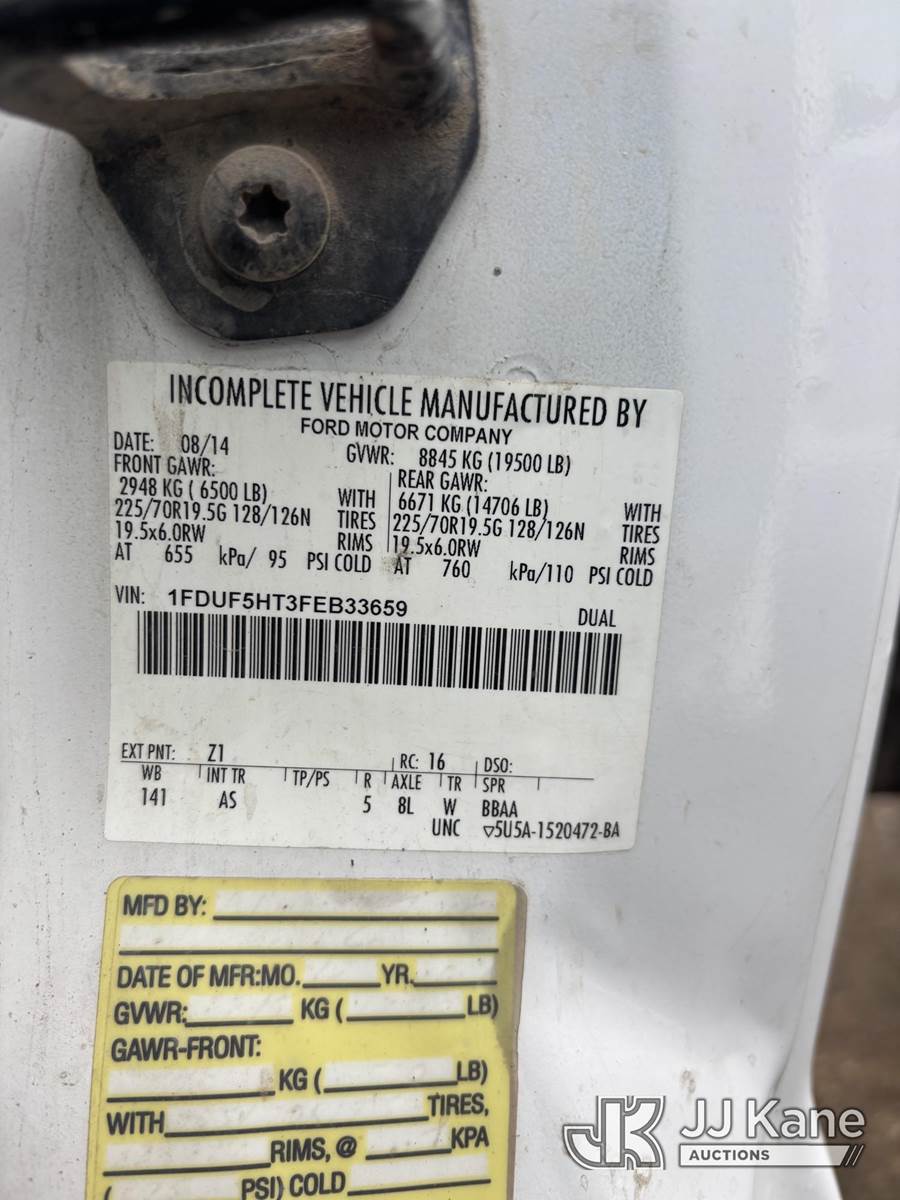 INCOMPLETE VEHICLE MANUFACTURED BY
FORD MOTOR COMPANY
DATE: 08/14 GVWR: 8845 KG (19500 LB)
FRONT GAWR: REAR GAWR:
2948 KG ( 6500 LB) WITH 6671 KG (14706 LB) WITH
225/70R19.5G 128/126N TIRES 225/70R19.5G 128/126N TIRES
19.5x6.0RW RIMS 19.5x6.0RW RIMS
AT 655 kPa/ 95 PSI COLD AT 760 kPa/110 PSI COLD
VIN: 1FDUF5HT3FEB33659 DUAL
EXT PNT: Z1 RC: 16 DSO:
WB INT TR TP/PS R AXLE TR SPR
141 AS 5 8L W BBAA
UNC ▽5U5A-1520472-BA
MFD BY:
DATE OF MFR:MO. YR.
GVWR: KG ( LB)
GAWR-FRONT:
KG ( LB)
WITH TIRES,
RIMS, @ KPA
( PSI) COLD
JK JJ Kane
AUCTIONS